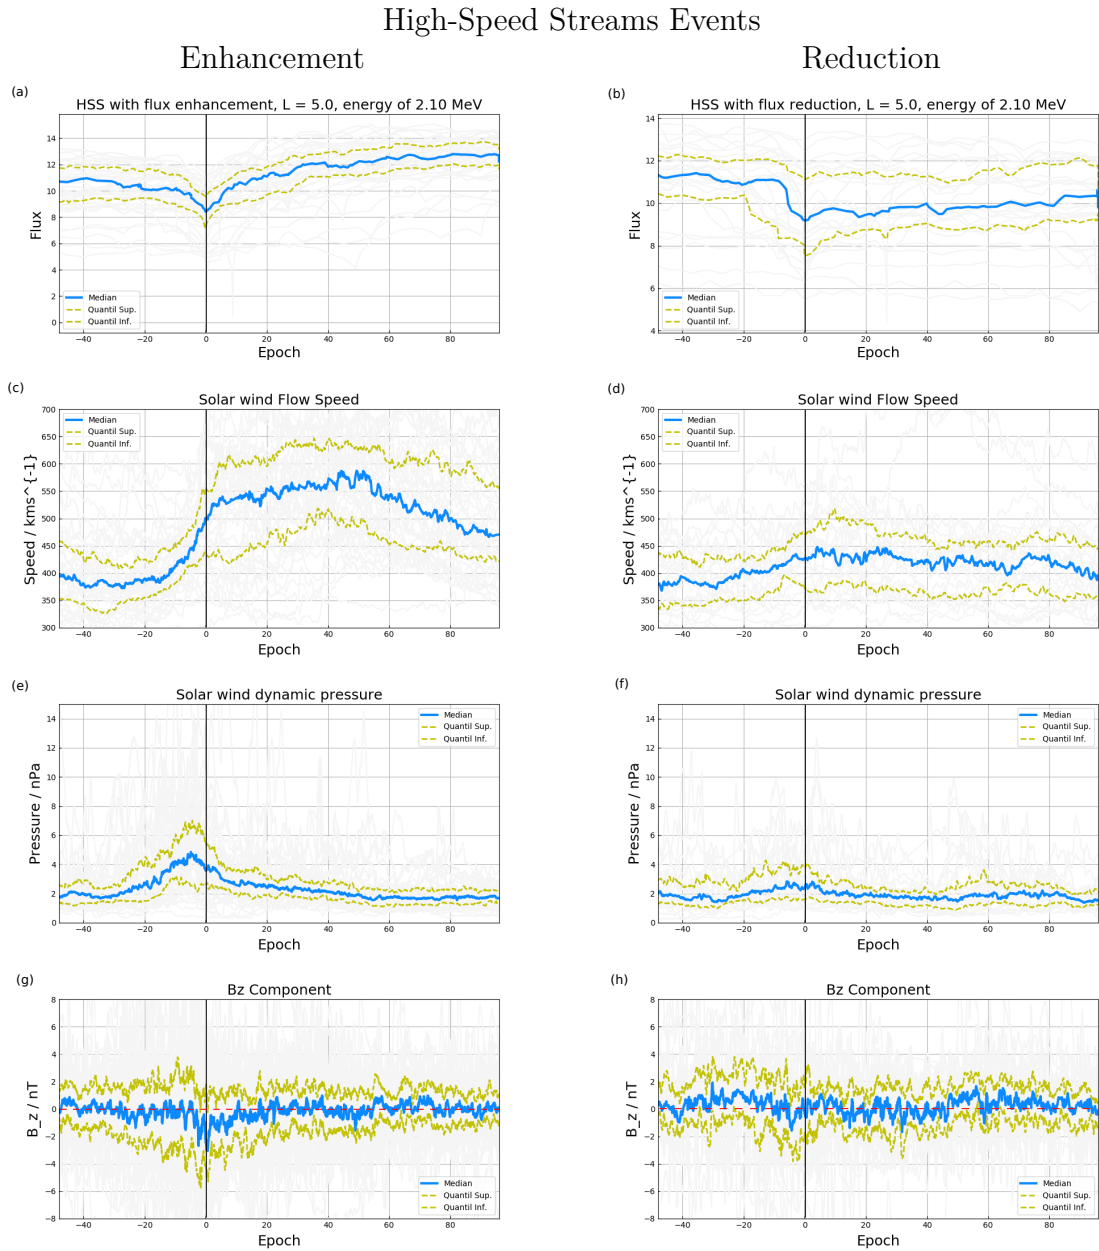 High-Speed Streams Events
Enhancement
Reduction
(a)
HSS with flux enhancement, L = 5.0, energy of 2.10 MeV
Flux
14
12
10
8
6
4
2
0
Median
Quantil Sup.
Quantil Inf.
−40 −20 0 20 40 60 80
Epoch
(b)
HSS with flux reduction, L = 5.0, energy of 2.10 MeV
Flux
14
12
10
8
6
4
Median
Quantil Sup.
Quantil Inf.
−40 −20 0 20 40 60 80
Epoch
(c)
Solar wind Flow Speed
Speed / kms^{-1}
700
650
600
550
500
450
400
350
300
Median
Quantil Sup.
Quantil Inf.
−40 −20 0 20 40 60 80
Epoch
(d)
Solar wind Flow Speed
Speed / kms^{-1}
700
650
600
550
500
450
400
350
300
Median
Quantil Sup.
Quantil Inf.
−40 −20 0 20 40 60 80
Epoch
(e)
Solar wind dynamic pressure
Pressure / nPa
14
12
10
8
6
4
2
0
Median
Quantil Sup.
Quantil Inf.
−40 −20 0 20 40 60 80
Epoch
(f)
Solar wind dynamic pressure
Pressure / nPa
14
12
10
8
6
4
2
0
Median
Quantil Sup.
Quantil Inf.
−40 −20 0 20 40 60 80
Epoch
(g)
Bz Component
B_z / nT
8
6
4
2
0
−2
−4
−6
−8
Median
Quantil Sup.
Quantil Inf.
−40 −20 0 20 40 60 80
Epoch
(h)
Bz Component
B_z / nT
8
6
4
2
0
−2
−4
−6
−8
Median
Quantil Sup.
Quantil Inf.
−40 −20 0 20 40 60 80
Epoch